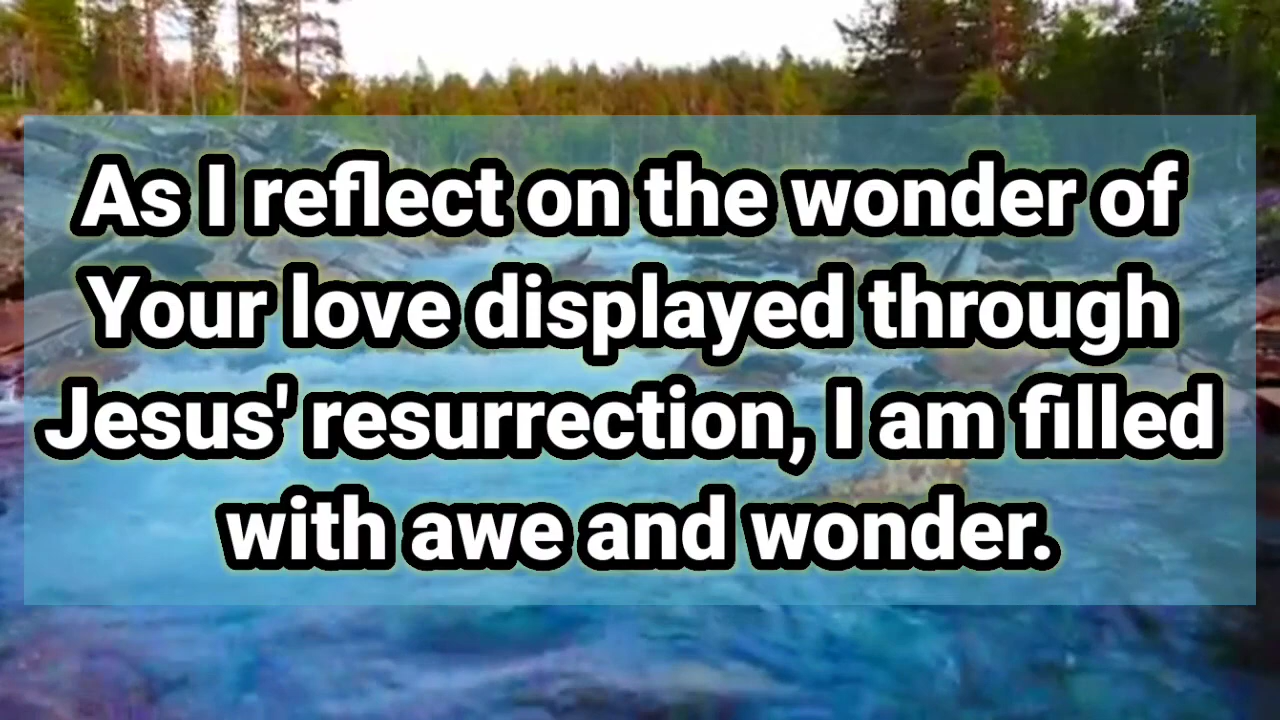 As I reflect on the wonder of
Your love displayed through
Jesus' resurrection, I am filled
with awe and wonder.